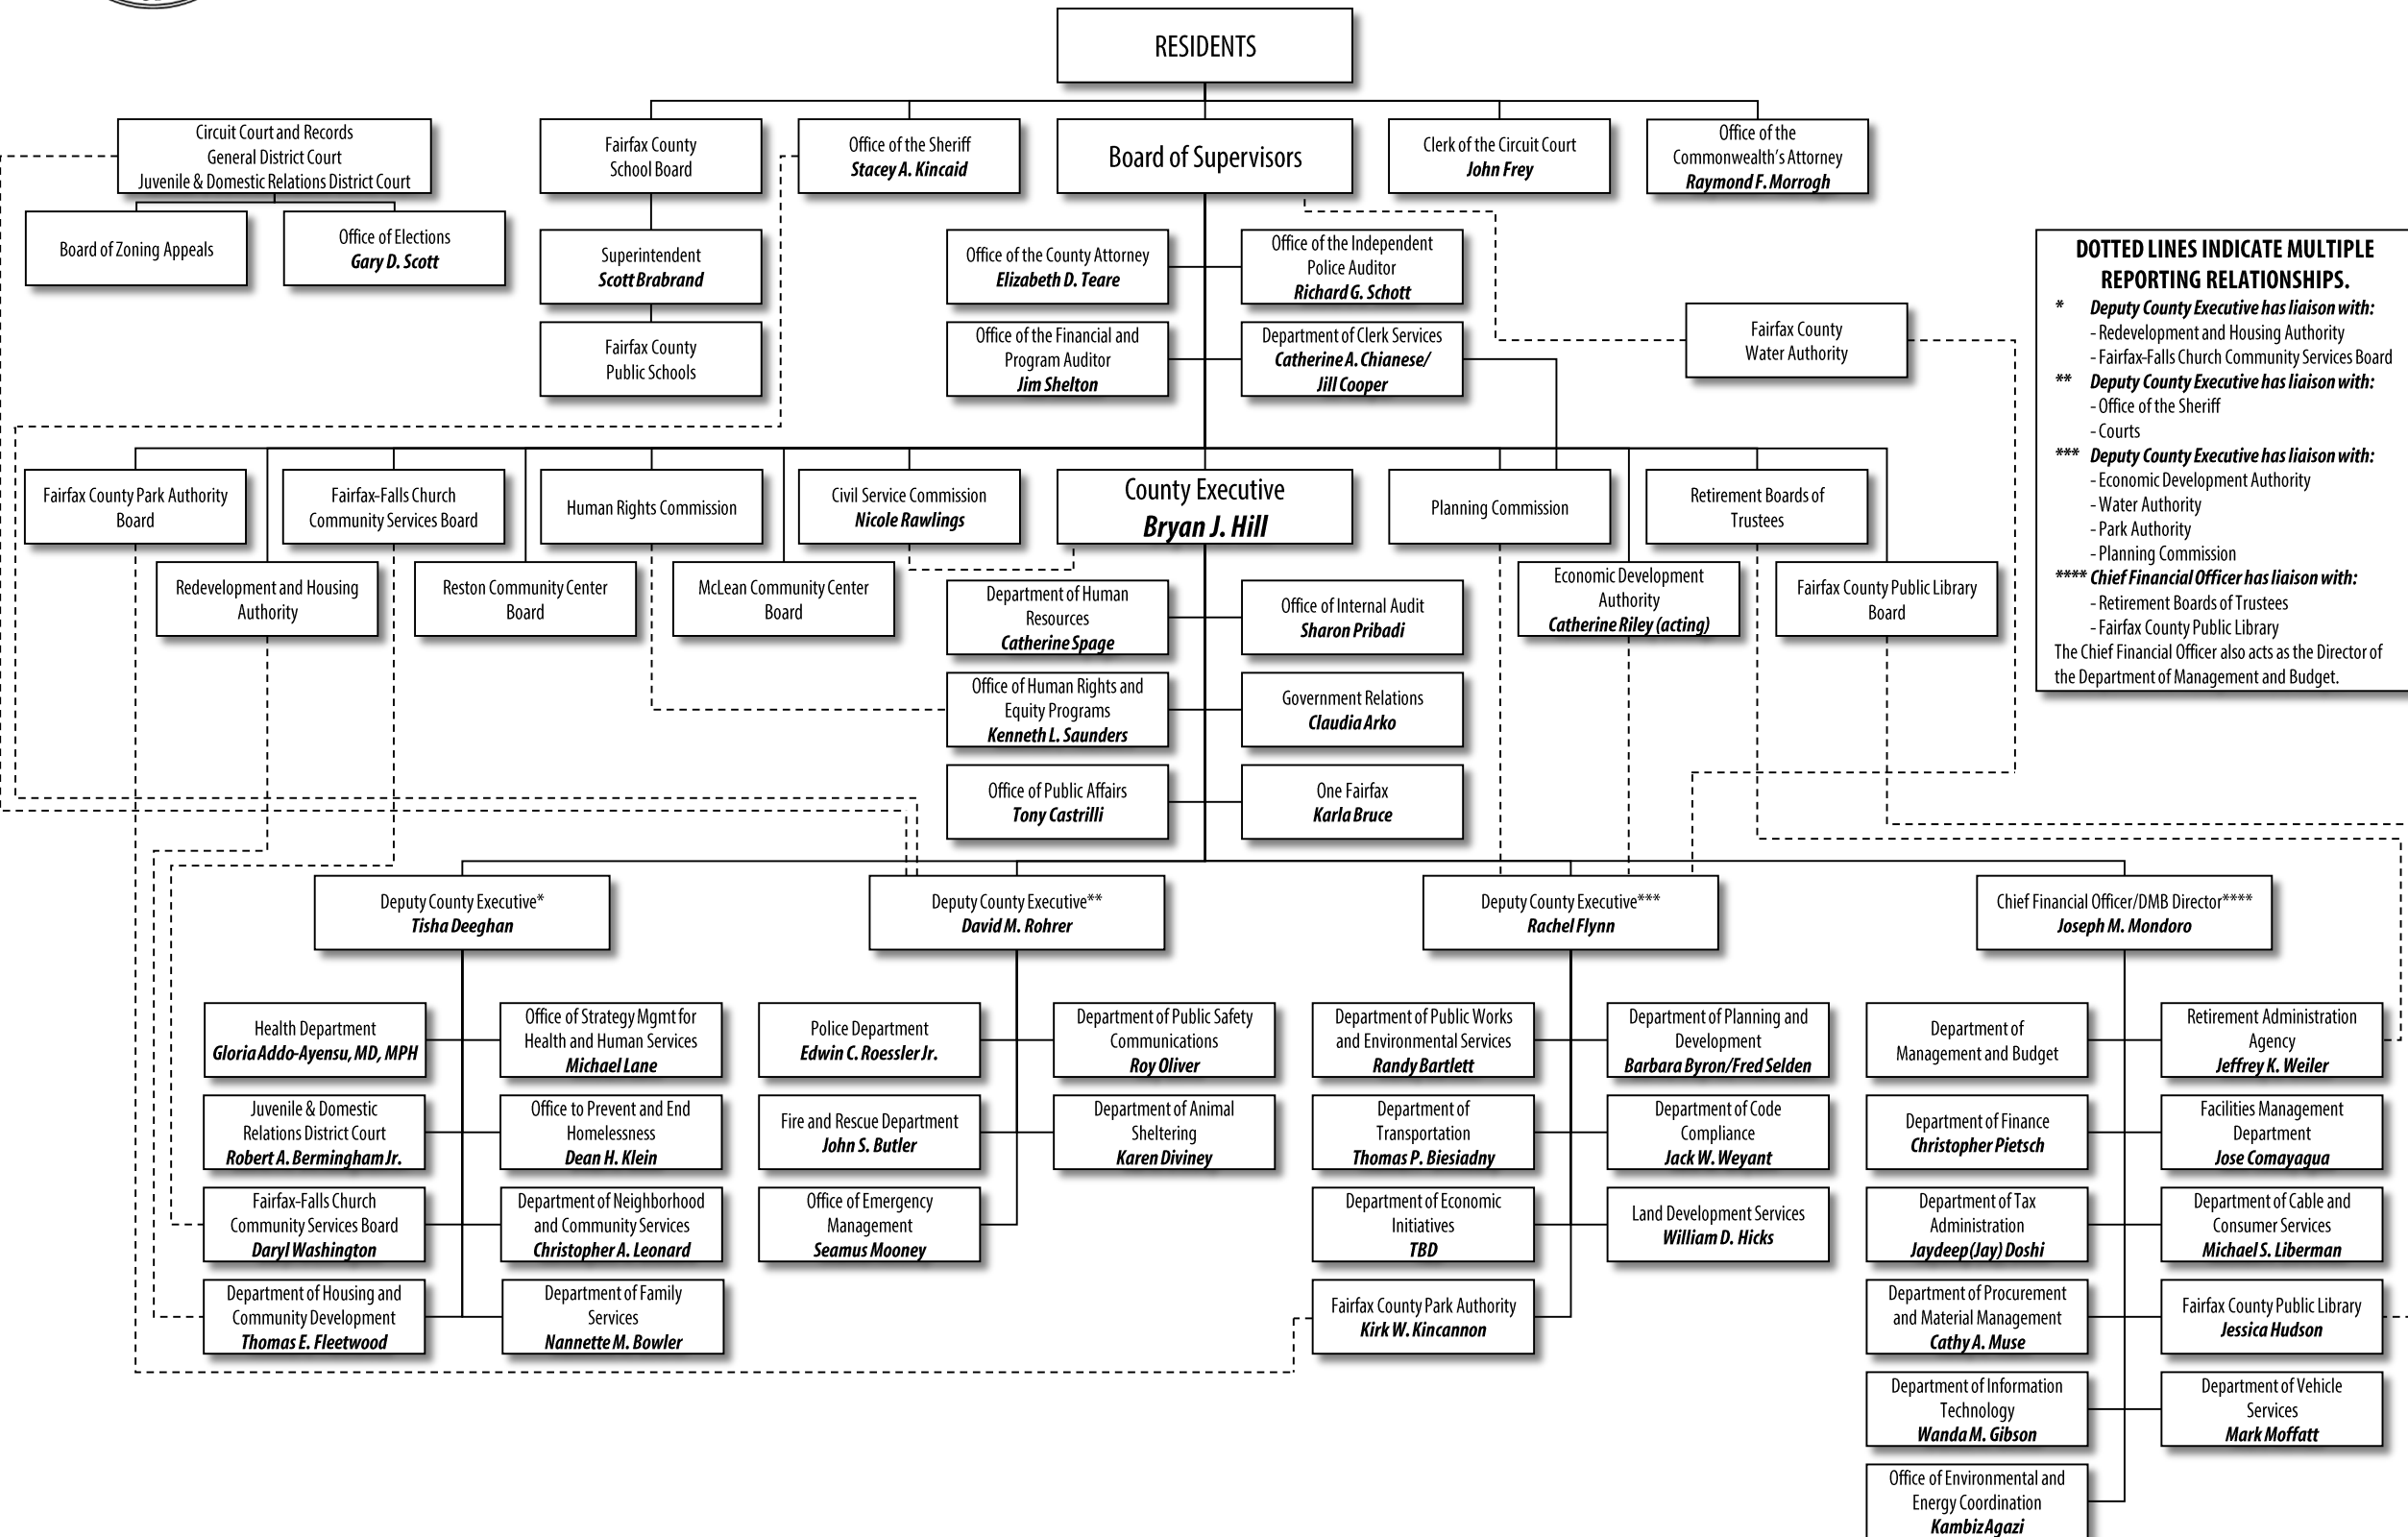 RESIDENTS
Circuit Court and Records
General District Court
Juvenile & Domestic Relations District Court
Fairfax County
School Board
Office of the Sheriff
Stacey A. Kincaid
Board of Supervisors
Clerk of the Circuit Court
John Frey
Office of the
Commonwealth's Attorney
Raymond F. Morrogh
Board of Zoning Appeals
Office of Elections
Gary D. Scott
Superintendent
Scott Brabrand
Fairfax County
Public Schools
Office of the County Attorney
Elizabeth D. Teare
Office of the Independent
Police Auditor
Richard G. Schott
Office of the Financial and
Program Auditor
Jim Shelton
Department of Clerk Services
Catherine A. Chianese/
Jill Cooper
Fairfax County
Water Authority
DOTTED LINES INDICATE MULTIPLE
REPORTING RELATIONSHIPS.
* Deputy County Executive has liaison with:
- Redevelopment and Housing Authority
- Fairfax-Falls Church Community Services Board
** Deputy County Executive has liaison with:
- Office of the Sheriff
- Courts
*** Deputy County Executive has liaison with:
- Economic Development Authority
- Water Authority
- Park Authority
- Planning Commission
**** Chief Financial Officer has liaison with:
- Retirement Boards of Trustees
- Fairfax County Public Library
The Chief Financial Officer also acts as the Director of
the Department of Management and Budget.
Fairfax County Park Authority
Board
Fairfax-Falls Church
Community Services Board
Human Rights Commission
Civil Service Commission
Nicole Rawlings
County Executive
Bryan J. Hill
Planning Commission
Retirement Boards of
Trustees
Redevelopment and Housing
Authority
Reston Community Center
Board
McLean Community Center
Board
Economic Development
Authority
Catherine Riley (acting)
Fairfax County Public Library
Board
Department of Human
Resources
Catherine Spage
Office of Internal Audit
Sharon Pribadi
Office of Human Rights and
Equity Programs
Kenneth L. Saunders
Government Relations
Claudia Arko
Office of Public Affairs
Tony Castrilli
One Fairfax
Karla Bruce
Deputy County Executive*
Tisha Deeghan
Deputy County Executive**
David M. Rohrer
Deputy County Executive***
Rachel Flynn
Chief Financial Officer/DMB Director****
Joseph M. Mondoro
Health Department
Gloria Addo-Ayensu, MD, MPH
Office of Strategy Mgmt for
Health and Human Services
Michael Lane
Juvenile & Domestic
Relations District Court
Robert A. Bermingham Jr.
Office to Prevent and End
Homelessness
Dean H. Klein
Fairfax-Falls Church
Community Services Board
Daryl Washington
Department of Neighborhood
and Community Services
Christopher A. Leonard
Department of Housing and
Community Development
Thomas E. Fleetwood
Department of Family
Services
Nannette M. Bowler
Police Department
Edwin C. Roessler Jr.
Department of Public Safety
Communications
Roy Oliver
Fire and Rescue Department
John S. Butler
Department of Animal
Sheltering
Karen Diviney
Office of Emergency
Management
Seamus Mooney
Department of Public Works
and Environmental Services
Randy Bartlett
Department of Planning and
Development
Barbara Byron/Fred Selden
Department of
Transportation
Thomas P. Biesiadny
Department of Code
Compliance
Jack W. Weyant
Department of Economic
Initiatives
TBD
Land Development Services
William D. Hicks
Fairfax County Park Authority
Kirk W. Kincannon
Department of
Management and Budget
Retirement Administration
Agency
Jeffrey K. Weiler
Department of Finance
Christopher Pietsch
Facilities Management
Department
Jose Comayagua
Department of Tax
Administration
Jaydeep (Jay) Doshi
Department of Cable and
Consumer Services
Michael S. Liberman
Department of Procurement
and Material Management
Cathy A. Muse
Fairfax County Public Library
Jessica Hudson
Department of Information
Technology
Wanda M. Gibson
Department of Vehicle
Services
Mark Moffatt
Office of Environmental and
Energy Coordination
Kambiz Agazi